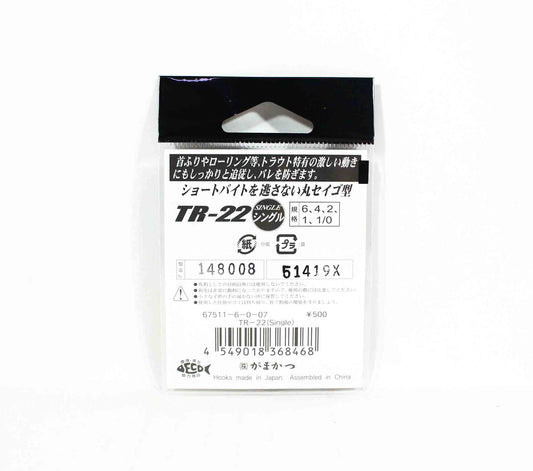 首ふりやローリング等、トラウト特有の激しい動き
にもしっかりと追従し、バレを防ぎます。
ショートバイトを逃さない丸セイゴ型
TR-22 SINGLE シングル 規格 6、4、2、
1、1/0
紙 プラ
148008 51419X
67511-6-0-07 ¥500
TR-22(Single)
4 549018 368468
㈱がまかつ
Hooks made in Japan. Assembled in China